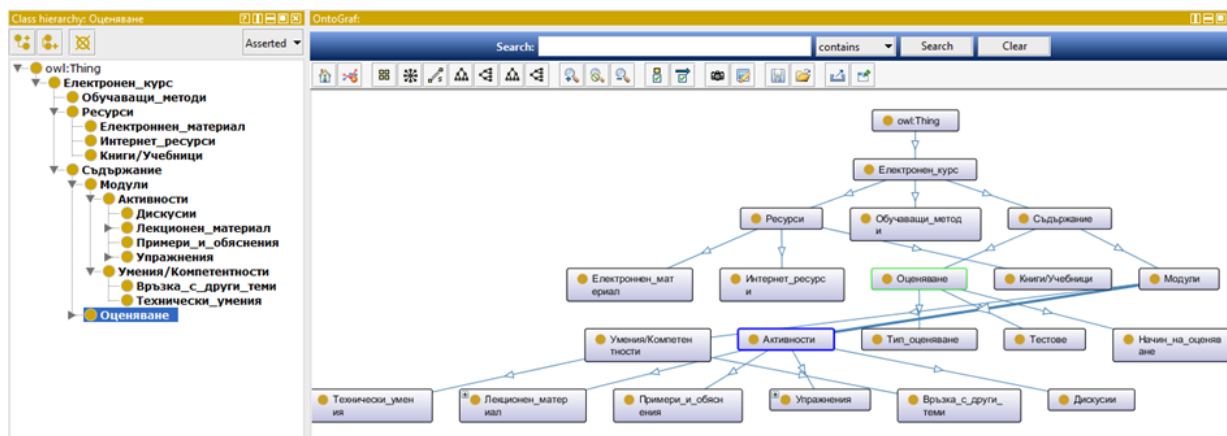 Class hierarchy: Оценяване
Asserted
owl:Thing
Електронен_курс
Обучаващи_методи
Ресурси
Електроннен_материал
Интернет_ресурси
Книги/Учебници
Съдържание
Модули
Активности
Дискусии
Лекционен_материал
Примери_и_обяснения
Упражнения
Умения/Компетентности
Връзка_с_други_теми
Технически_умения
Оценяване
OntoGraf:
Search: contains Search Clear
owl:Thing
Електронен_курс
Ресурси Обучаващи_метод Съдържание
и
Електроннен_мат Интернет_ресурс Оценяване Книги/Учебници Модули
ериал и
Умения/Компетен Активности Тип_оценяване Тестове Начин_на_оценяв
тности ане
Технически_умен Лекционен_матер Примери_и_обясн Упражнения Връзка_с_други_ Дискусии
ия иал ения теми